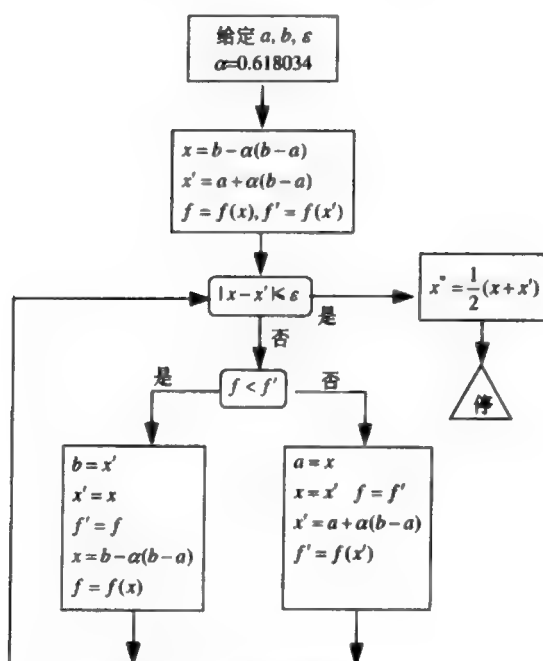 给定 a, b, ε
α=0.618034
x = b − α(b − a)
x′ = a + α(b − a)
f = f(x), f′ = f(x′)
|x − x′| ⩽ ε
是
x* = 1/2 (x + x′)
否
停
是
f < f′
否
b = x′
x′ = x
f′ = f
x = b − α(b − a)
f = f(x)
a = x
x = x′ f = f′
x′ = a + α(b − a)
f′ = f(x′)